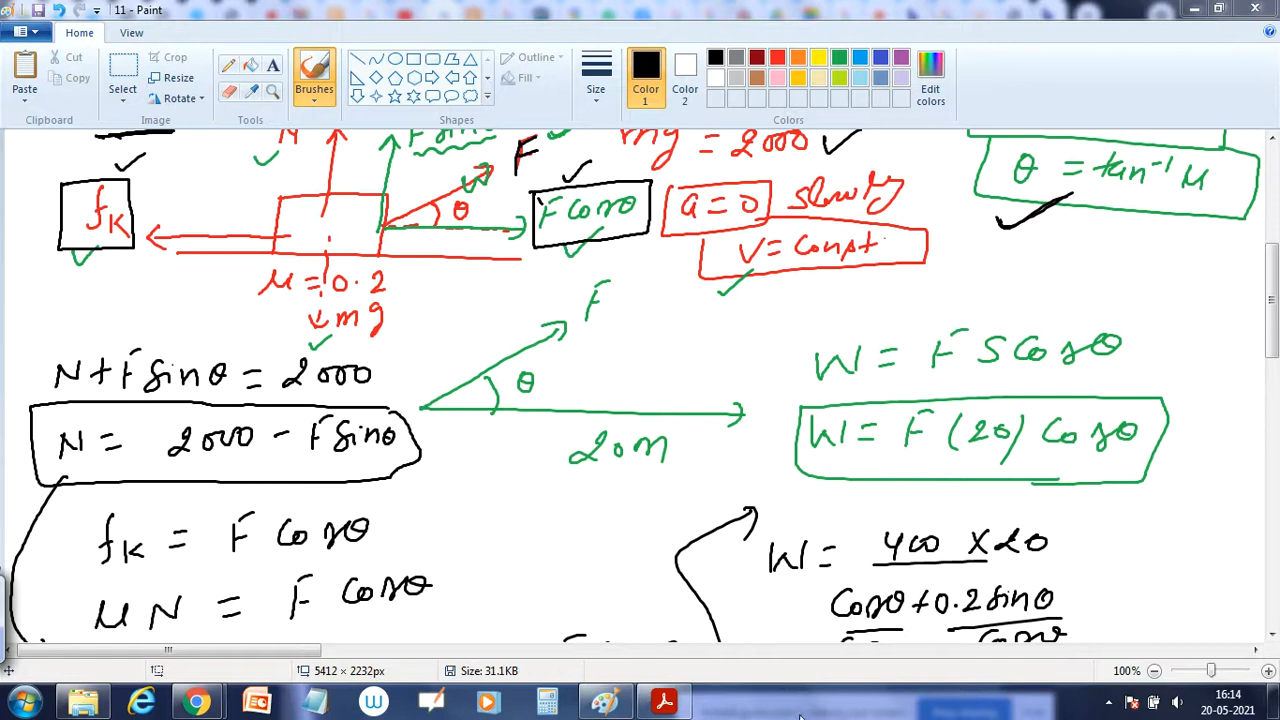 11 - Paint
Home View
Paste
Cut
Copy
Clipboard
Select
Crop
Resize
Rotate
Image
Tools
Brushes
Shapes
Outline
Fill
Size
Color 1
Color 2
Edit colors
Colors
N
F sinθ
F
mg = 2000
θ = tan⁻¹ μ
fK
θ
F cosθ
a = 0 slowly
v = const
μ = 0.2
mg
F
N + F sinθ = 2000
θ
W = F S Cosθ
N = 2000 - F sinθ
20m
W = F (20) Cosθ
fK = F Cosθ
W = 400 × 20
μ N = F Cosθ
Cosθ + 0.2 sinθ
Cosθ
5412 × 2232px
Size: 31.1KB
100%
16:14
20-05-2021